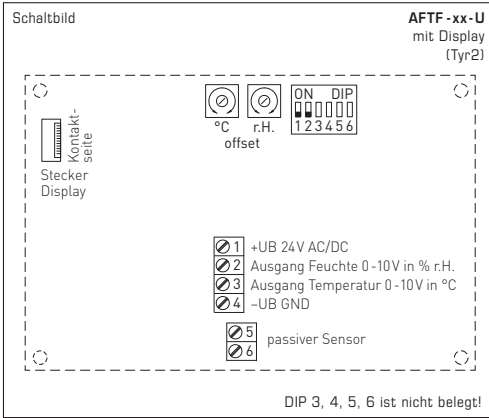 Schaltbild
AFTF-xx-U
mit Display
(Tyr2)
ON DIP
1 2 3 4 5 6
°C r.H.
offset
Kontakt-
seite
Stecker
Display
1 +UB 24V AC/DC
2 Ausgang Feuchte 0-10V in % r.H.
3 Ausgang Temperatur 0-10V in °C
4 –UB GND
5
passiver Sensor
6
DIP 3, 4, 5, 6 ist nicht belegt!